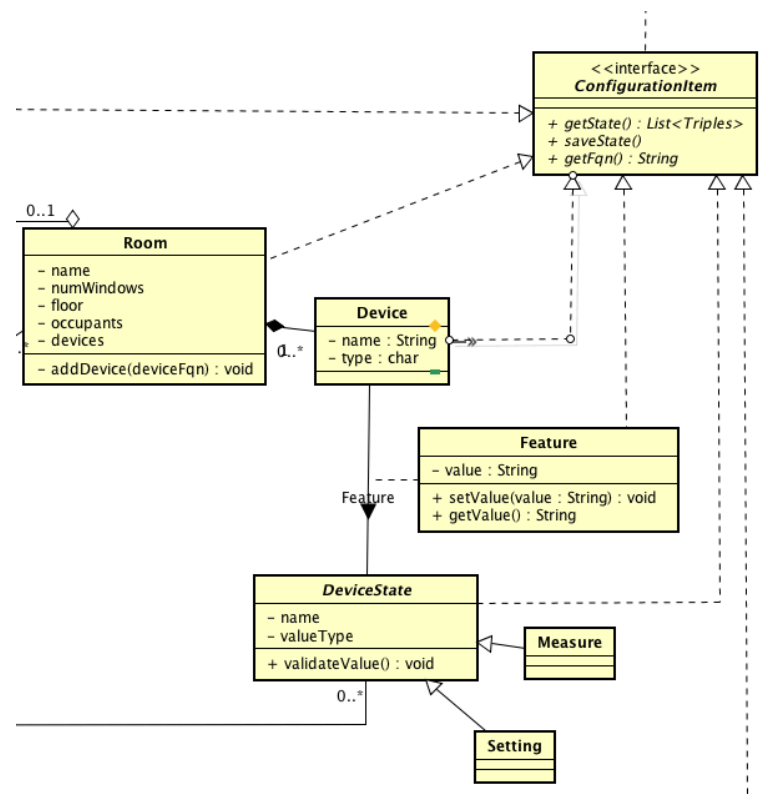 <<interface>>
ConfigurationItem
+ getState() : List<Triples>
+ saveState()
+ getFqn() : String
0..1
Room
- name
- numWindows
- floor
- occupants
- devices
- addDevice(deviceFqn) : void
Device
- name : String
- type : char
0..*
1
Feature
- value : String
+ setValue(value : String) : void
+ getValue() : String
Feature
DeviceState
- name
- valueType
+ validateValue() : void
Measure
0..*
Setting